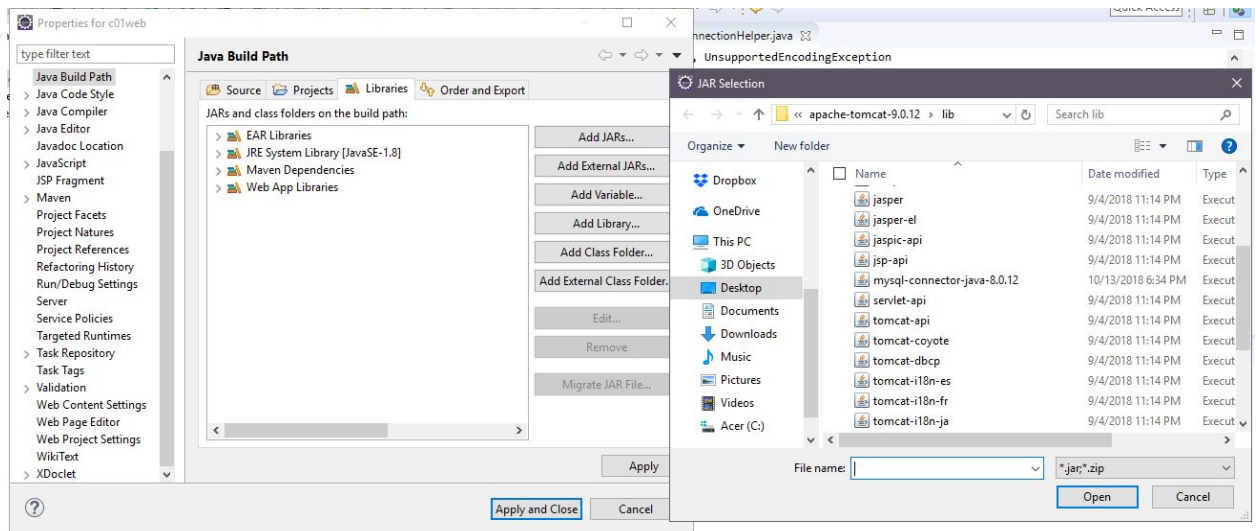 Properties for c01web
type filter text
Java Build Path
Java Code Style
Java Compiler
Java Editor
Javadoc Location
JavaScript
JSP Fragment
Maven
Project Facets
Project Natures
Project References
Refactoring History
Run/Debug Settings
Server
Service Policies
Targeted Runtimes
Task Repository
Task Tags
Validation
Web Content Settings
Web Page Editor
Web Project Settings
WikiText
XDoclet
Java Build Path
Source Projects Libraries Order and Export
JARs and class folders on the build path:
EAR Libraries
JRE System Library [JavaSE-1.8]
Maven Dependencies
Web App Libraries
Add JARs...
Add External JARs...
Add Variable...
Add Library...
Add Class Folder...
Add External Class Folder.
Edit...
Remove
Migrate JAR File...
Apply
Apply and Close Cancel
Quick Access
nnectionHelper.java
, UnsupportedEncodingException
JAR Selection
« apache-tomcat-9.0.12 > lib
Search lib
Organize New folder
Dropbox
OneDrive
This PC
3D Objects
Desktop
Documents
Downloads
Music
Pictures
Videos
Acer (C:)
Name Date modified Type
jasper 9/4/2018 11:14 PM Execut
jasper-el 9/4/2018 11:14 PM Execut
jaspic-api 9/4/2018 11:14 PM Execut
jsp-api 9/4/2018 11:14 PM Execut
mysql-connector-java-8.0.12 10/13/2018 6:34 PM Execut
servlet-api 9/4/2018 11:14 PM Execut
tomcat-api 9/4/2018 11:14 PM Execut
tomcat-coyote 9/4/2018 11:14 PM Execut
tomcat-dbcp 9/4/2018 11:14 PM Execut
tomcat-i18n-es 9/4/2018 11:14 PM Execut
tomcat-i18n-fr 9/4/2018 11:14 PM Execut
tomcat-i18n-ja 9/4/2018 11:14 PM Execut
File name: *.jar;*.zip
Open Cancel